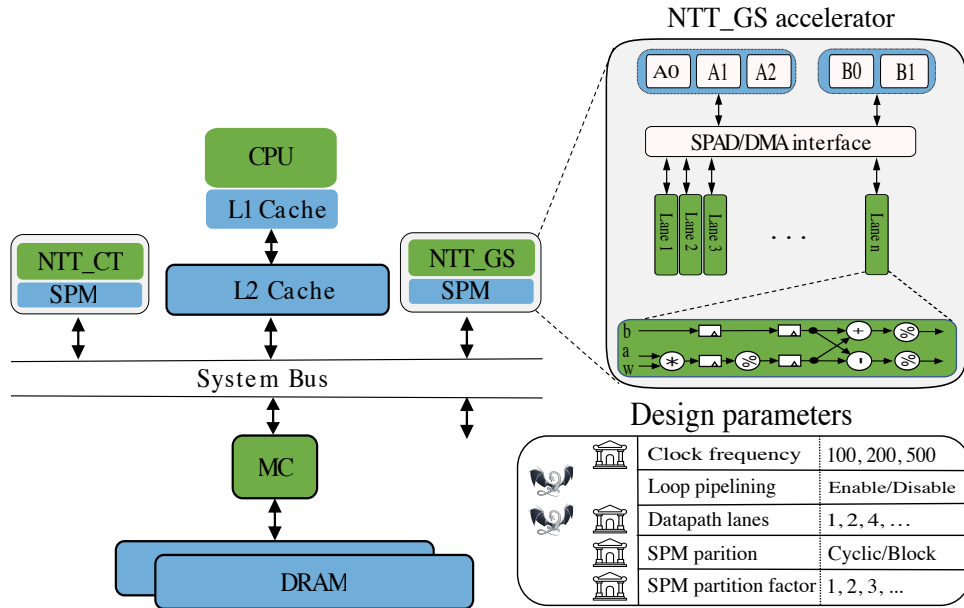 NTT_GS accelerator
A0 A1 A2 B0 B1
SPAD/DMA interface
Lane 1
Lane 2
Lane 3
. . .
Lane n
b
a
w
* % + - % %
CPU
L1 Cache
NTT_CT
SPM
L2 Cache
NTT_GS
SPM
System Bus
MC
DRAM
Design parameters
Clock frequency 100, 200, 500
Loop pipelining Enable/Disable
Datapath lanes 1, 2, 4, ...
SPM parition Cyclic/Block
SPM partition factor 1, 2, 3, ...